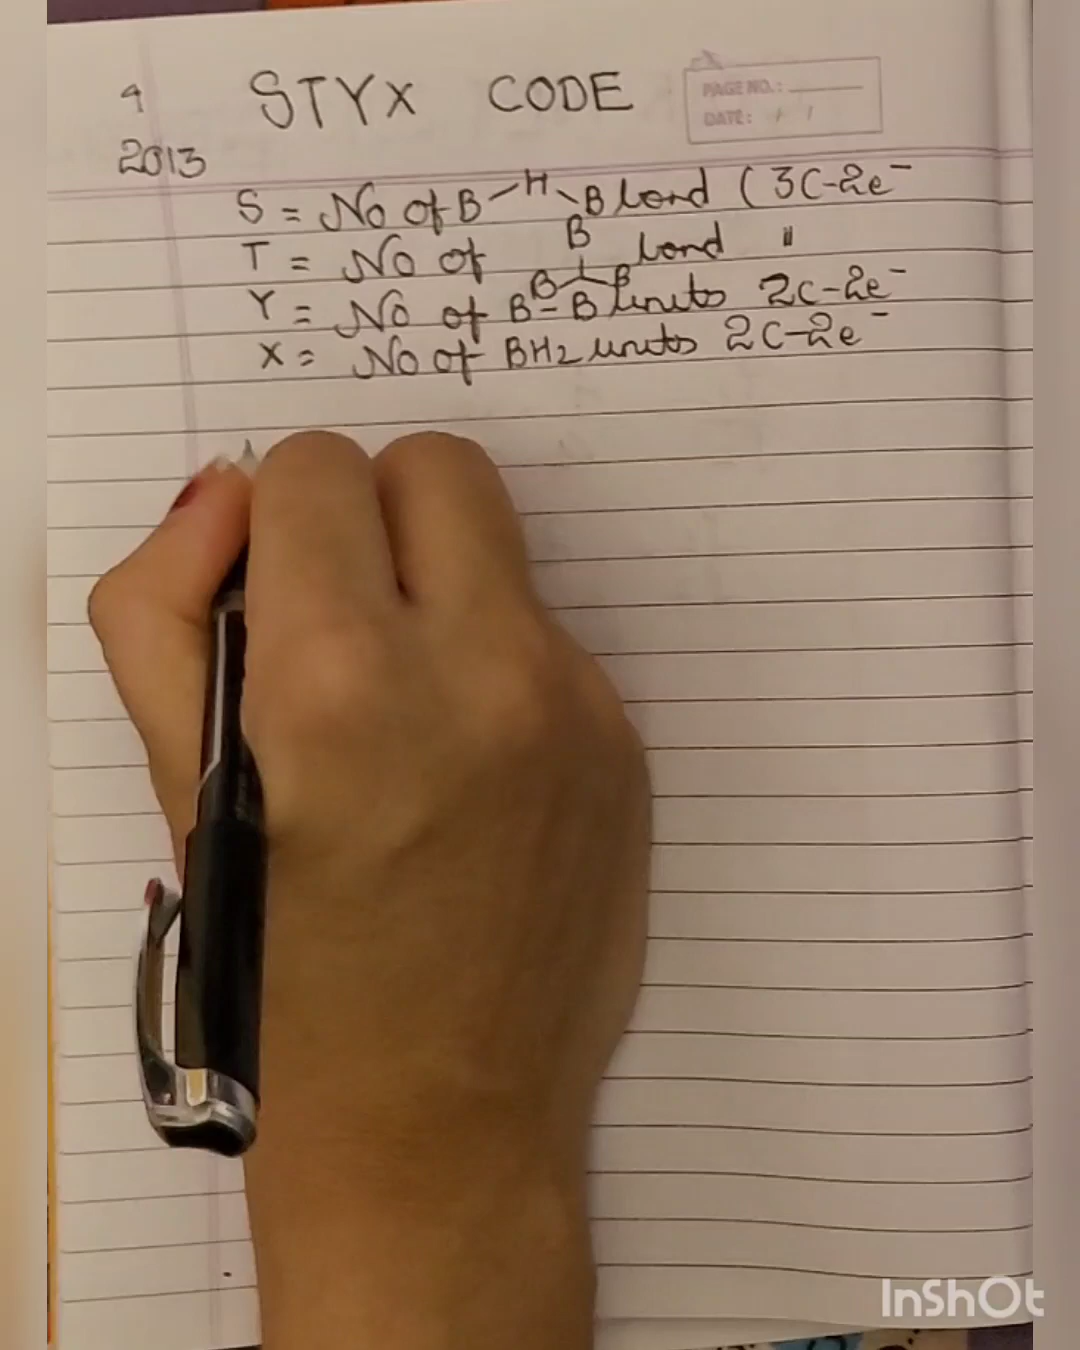 4 STYX CODE
PAGE NO.:
DATE: / /
2013
S = No of B-H-B bond (3C-2e⁻
T = No of B B B bond "
Y = No of B-B units 2C-2e⁻
X = No of BH2 units 2C-2e⁻
InShOt